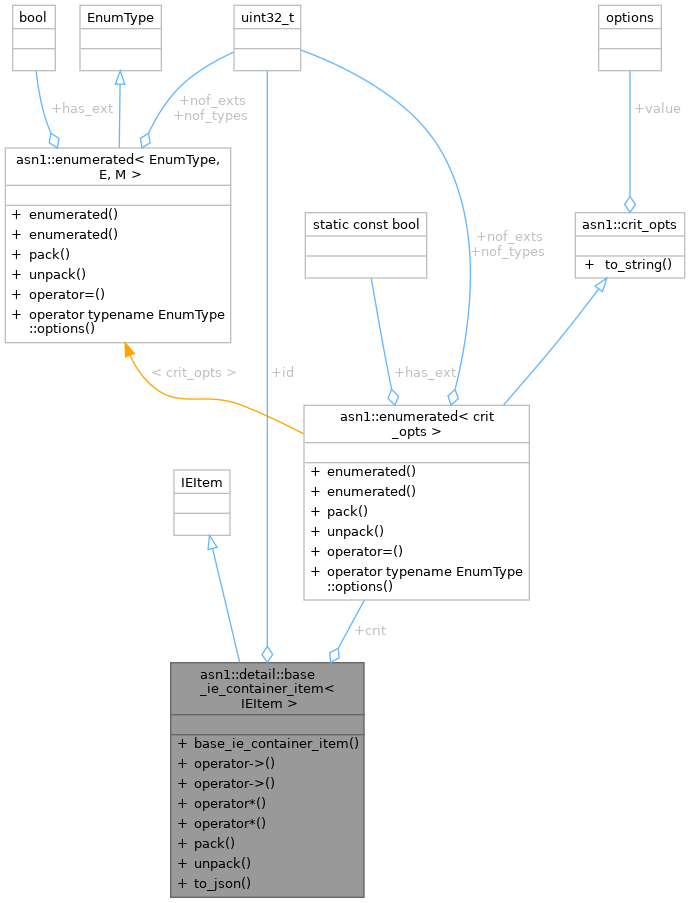 bool
EnumType
uint32_t
options
+has_ext
+nof_exts
+nof_types
+value
asn1::enumerated< EnumType,
E, M >
+ enumerated()
+ enumerated()
+ pack()
+ unpack()
+ operator=()
+ operator typename EnumType
::options()
static const bool
asn1::crit_opts
+ to_string()
+nof_exts
+nof_types
< crit_opts >
+id
+has_ext
asn1::enumerated< crit
_opts >
+ enumerated()
+ enumerated()
+ pack()
+ unpack()
+ operator=()
+ operator typename EnumType
::options()
IEItem
+crit
asn1::detail::base
_ie_container_item<
IEItem >
+ base_ie_container_item()
+ operator->()
+ operator->()
+ operator*()
+ operator*()
+ pack()
+ unpack()
+ to_json()